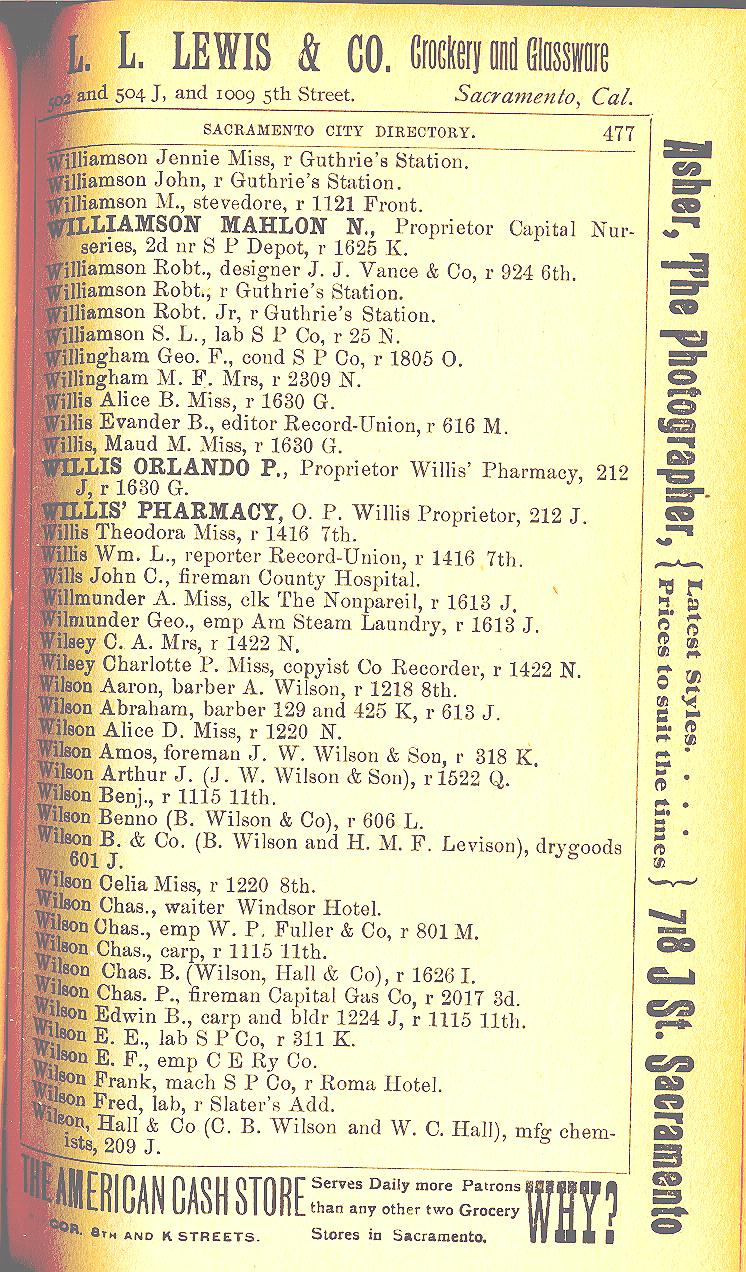 L. L. LEWIS & CO. Crockery and Glassware
502 and 504 J, and 1009 5th Street. Sacramento, Cal.
SACRAMENTO CITY DIRECTORY. 477
Williamson Jennie Miss, r Guthrie's Station.
Williamson John, r Guthrie's Station.
Williamson M., stevedore, r 1121 Front.
WILLIAMSON MAHLON N., Proprietor Capital Nur-
series, 2d nr S P Depot, r 1625 K.
Williamson Robt., designer J. J. Vance & Co, r 924 6th.
Williamson Robt., r Guthrie's Station.
Williamson Robt. Jr, r Guthrie's Station.
Williamson S. L., lab S P Co, r 25 N.
Willingham Geo. F., cond S P Co, r 1805 O.
Willingham M. F. Mrs, r 2309 N.
Willis Alice B. Miss, r 1630 G.
Willis Evander B., editor Record-Union, r 616 M.
Willis, Maud M. Miss, r 1630 G.
WILLIS ORLANDO P., Proprietor Willis' Pharmacy, 212
J, r 1630 G.
WILLIS' PHARMACY, O. P. Willis Proprietor, 212 J.
Willis Theodora Miss, r 1416 7th.
Willis Wm. L., reporter Record-Union, r 1416 7th.
Wills John C., fireman County Hospital.
Willmunder A. Miss, clk The Nonpareil, r 1613 J.
Wilmunder Geo., emp Am Steam Laundry, r 1613 J.
Wilsey C. A. Mrs, r 1422 N.
Wilsey Charlotte P. Miss, copyist Co Recorder, r 1422 N.
Wilson Aaron, barber A. Wilson, r 1218 8th.
Wilson Abraham, barber 129 and 425 K, r 613 J.
Wilson Alice D. Miss, r 1220 N.
Wilson Amos, foreman J. W. Wilson & Son, r 318 K.
Wilson Arthur J. (J. W. Wilson & Son), r 1522 Q.
Wilson Benj., r 1115 11th.
Wilson Benno (B. Wilson & Co), r 606 L.
Wilson B. & Co. (B. Wilson and H. M. F. Levison), drygoods
601 J.
Wilson Celia Miss, r 1220 8th.
Wilson Chas., waiter Windsor Hotel.
Wilson Chas., emp W. P. Fuller & Co, r 801 M.
Wilson Chas., carp, r 1115 11th.
Wilson Chas. B. (Wilson, Hall & Co), r 1626 I.
Wilson Chas. P., fireman Capital Gas Co, r 2017 3d.
Wilson Edwin B., carp and bldr 1224 J, r 1115 11th.
Wilson E. E., lab S P Co, r 311 K.
Wilson E. F., emp C E Ry Co.
Wilson Frank, mach S P Co, r Roma Hotel.
Wilson Fred, lab, r Slater's Add.
Wilson, Hall & Co (C. B. Wilson and W. C. Hall), mfg chem-
ists, 209 J.
Asher, The Photographer, { Latest Styles. . . .
Prices to suit the times } 718 J St. Sacramento
THE AMERICAN CASH STORE
COR. 8TH AND K STREETS.
Serves Daily more Patrons
than any other two Grocery
Stores in Sacramento.
WHY?